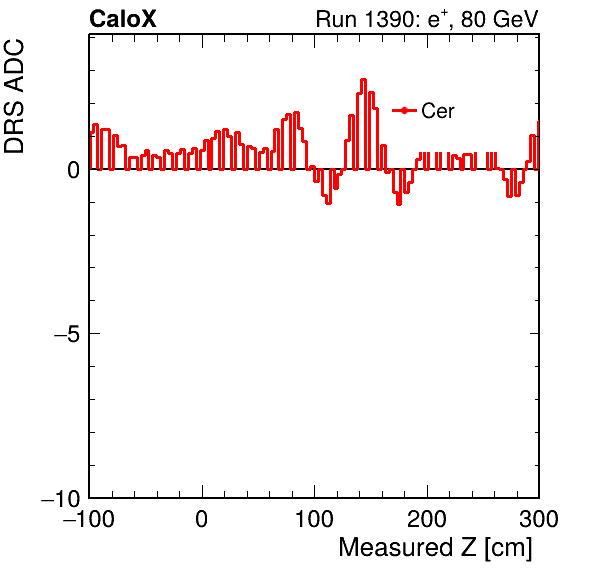 CaloX Run 1390: e⁺, 80 GeV
DRS ADC
Cer
0
−5
−10
−100 0 100 200 300
Measured Z [cm]